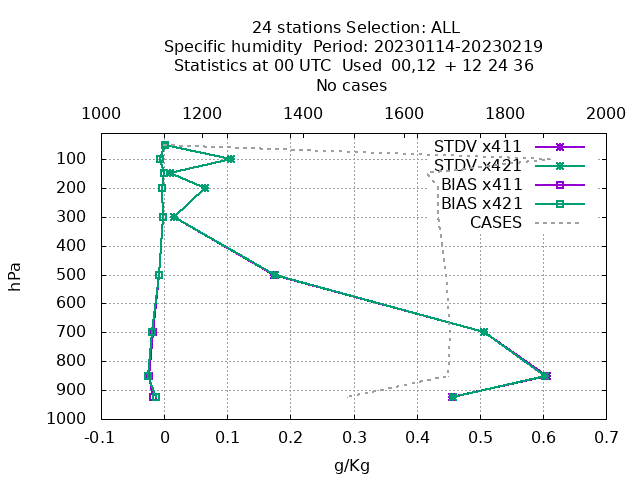 24 stations Selection: ALL
Specific humidity  Period: 20230114-20230219
Statistics at 00 UTC  Used  00,12  + 12 24 36
No cases
1000 1200 1400 1600 1800 2000
STDV x411
STDV x421
BIAS x411
BIAS x421
CASES
hPa
100
200
300
400
500
600
700
800
900
1000
-0.1 0 0.1 0.2 0.3 0.4 0.5 0.6 0.7
g/Kg